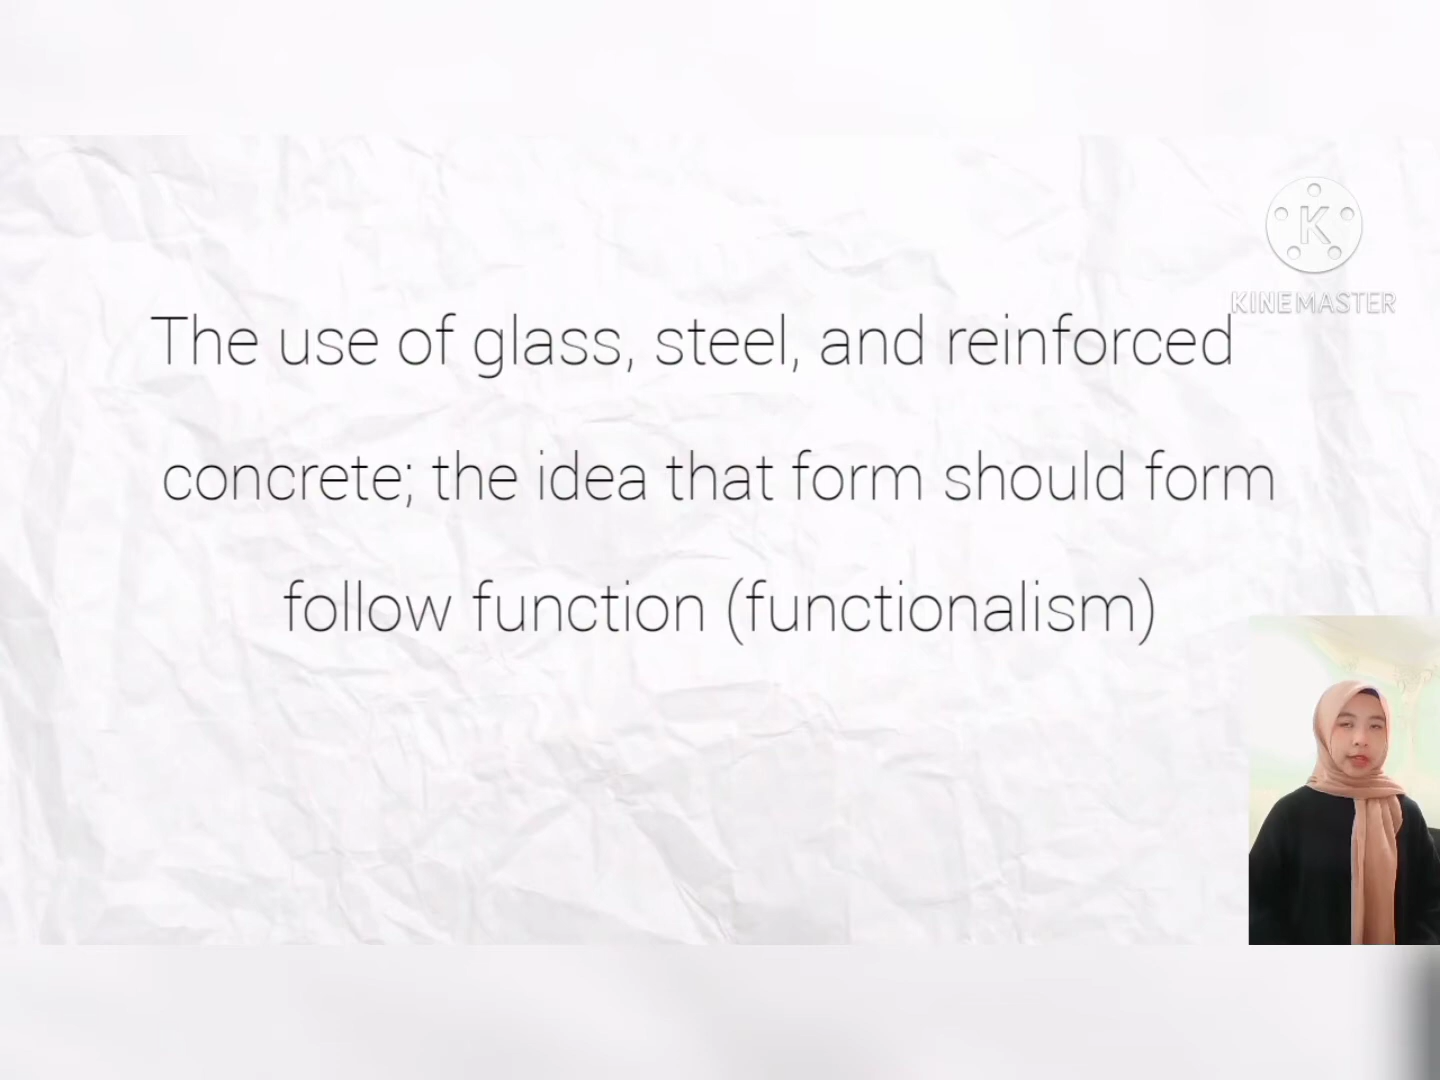 K
KINEMASTER
The use of glass, steel, and reinforced
concrete; the idea that form should form
follow function (functionalism)